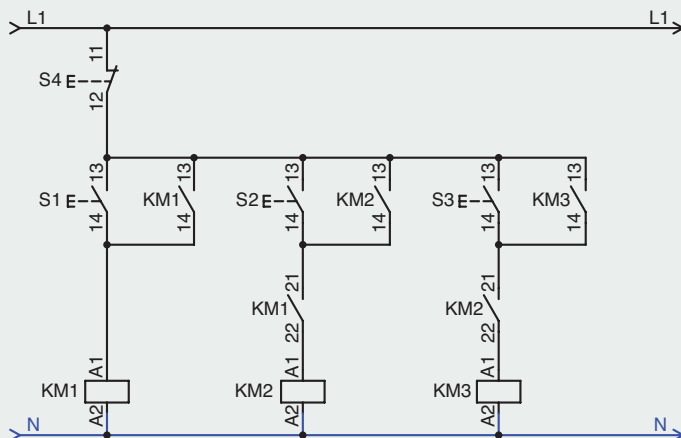 L1 L1
11
S4 E
12
13 13 13 13 13 13
S1 E KM1 S2 E KM2 S3 E KM3
14 14 14 14 14 14
21 21
KM1 KM2
22 22
A1 A1 A1
KM1 KM2 KM3
A2 A2 A2
N N